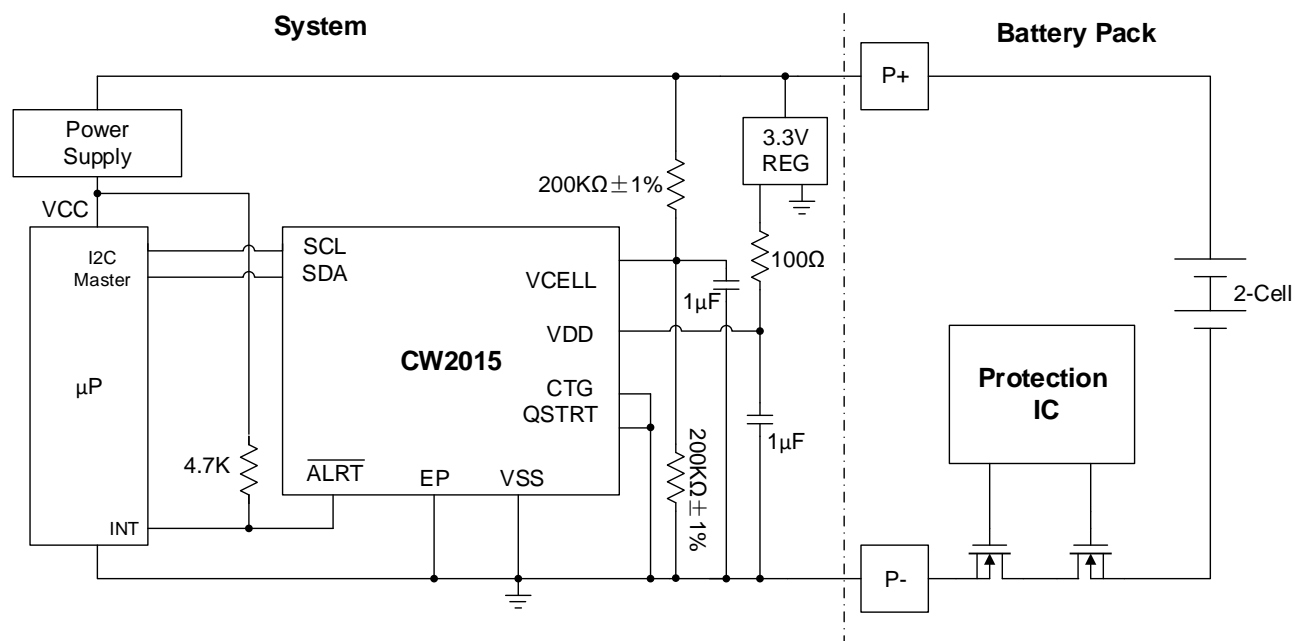 System
Battery Pack
P+
Power
Supply
3.3V
REG
200KΩ±1%
VCC
I2C
Master
SCL
SDA
100Ω
VCELL
1µF
2-Cell
VDD
CW2015
µP
CTG
QSTRT
Protection
IC
1µF
200KΩ±1%
4.7K
ALRT
EP
VSS
INT
P-